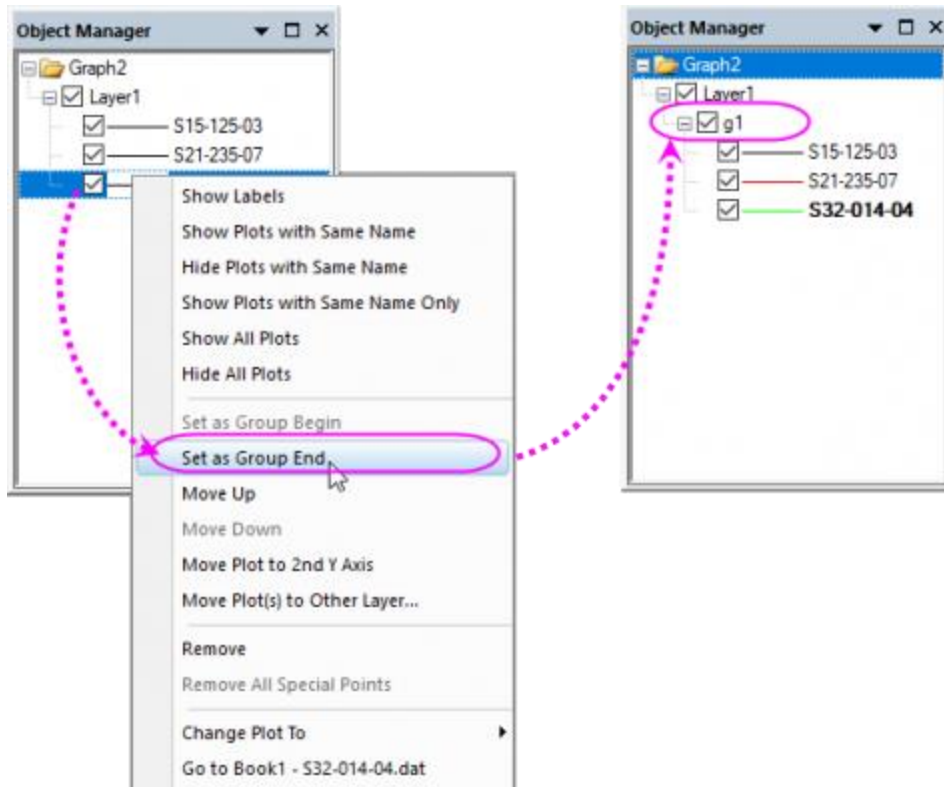 Object Manager
Graph2
Layer1
S15-125-03
S21-235-07
Show Labels
Show Plots with Same Name
Hide Plots with Same Name
Show Plots with Same Name Only
Show All Plots
Hide All Plots
Set as Group Begin
Set as Group End
Move Up
Move Down
Move Plot to 2nd Y Axis
Move Plot(s) to Other Layer...
Remove
Remove All Special Points
Change Plot To
Go to Book1 - S32-014-04.dat
Object Manager
Graph2
Layer1
g1
S15-125-03
S21-235-07
S32-014-04